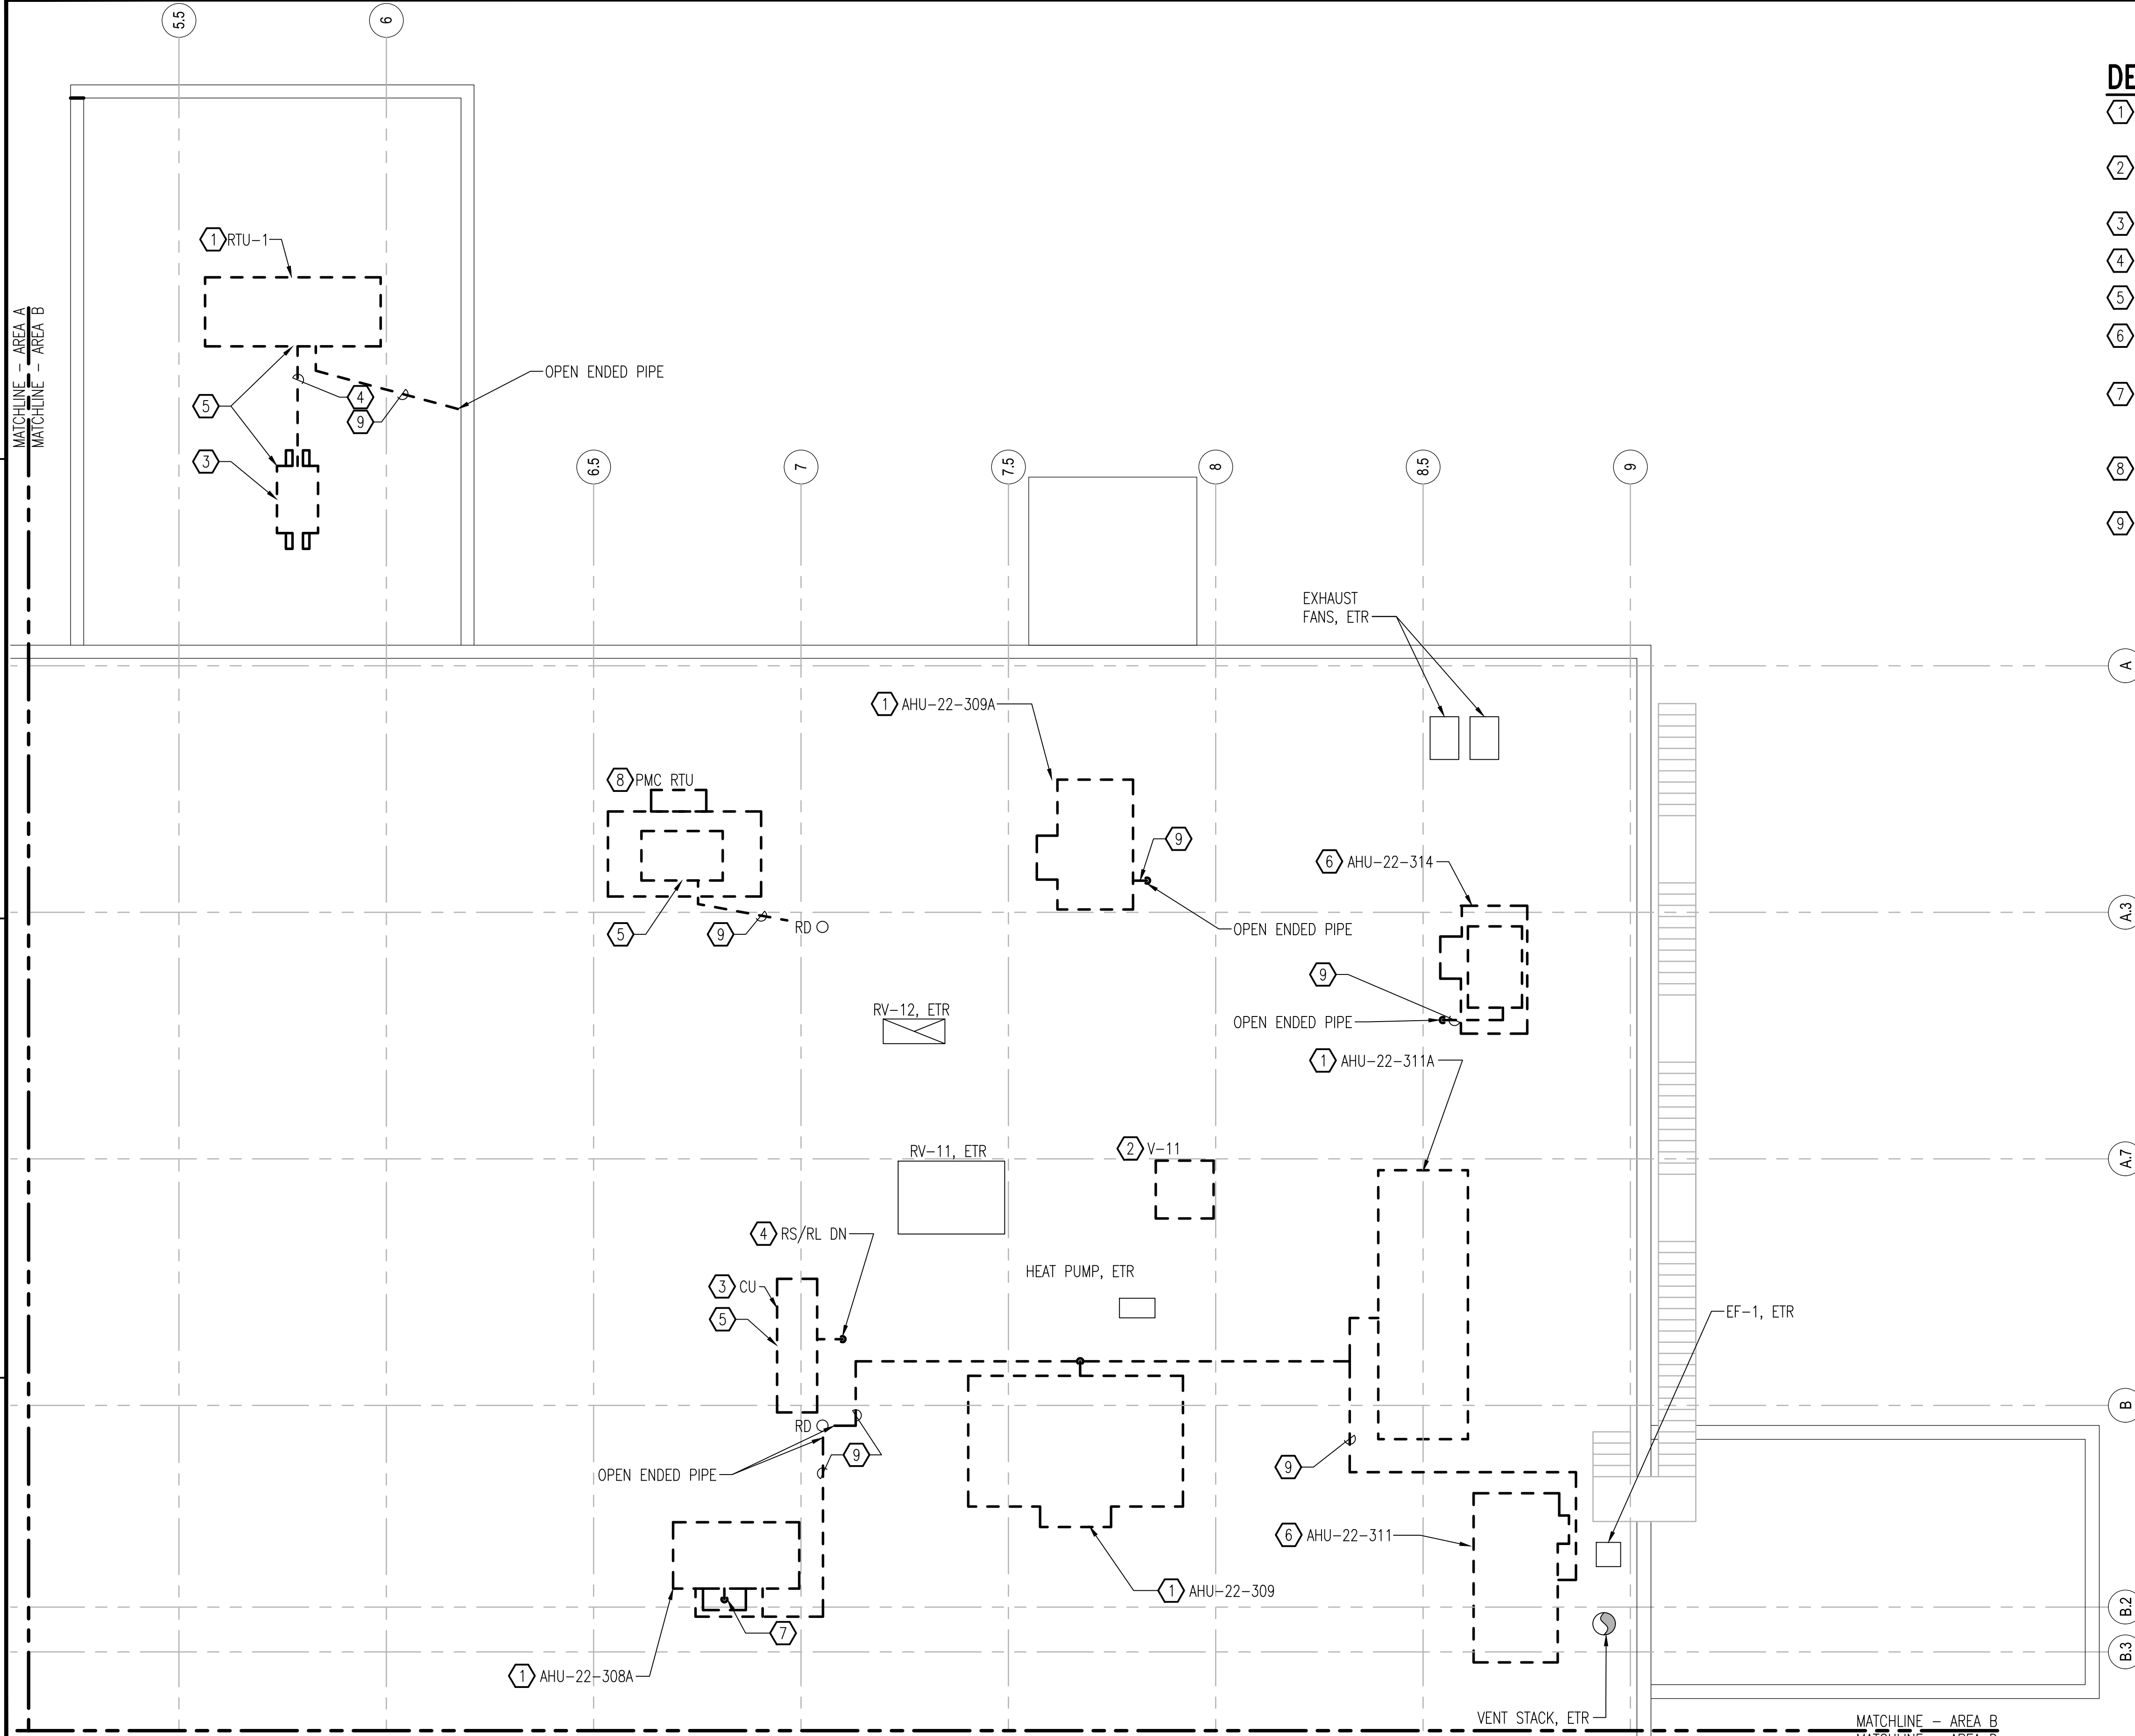 5.5
6
DE
1
2
3
4
5
6
7
8
9
1 RTU-1
MATCHLINE - AREA A
MATCHLINE - AREA B
OPEN ENDED PIPE
4
5
9
3
6.5
7
7.5
8
8.5
9
EXHAUST
FANS, ETR
A
1 AHU-22-309A
8 PMC RTU
9
6 AHU-22-314
5
9
RD
OPEN ENDED PIPE
A.3
9
RV-12, ETR
OPEN ENDED PIPE
1 AHU-22-311A
RV-11, ETR
2 V-11
A.7
4 RS/RL DN
HEAT PUMP, ETR
3 CU
5
EF-1, ETR
B
RD
9
OPEN ENDED PIPE
9
6 AHU-22-311
1 AHU-22-309
B.2
7
B.3
1 AHU-22-308A
VENT STACK, ETR
MATCHLINE - AREA B